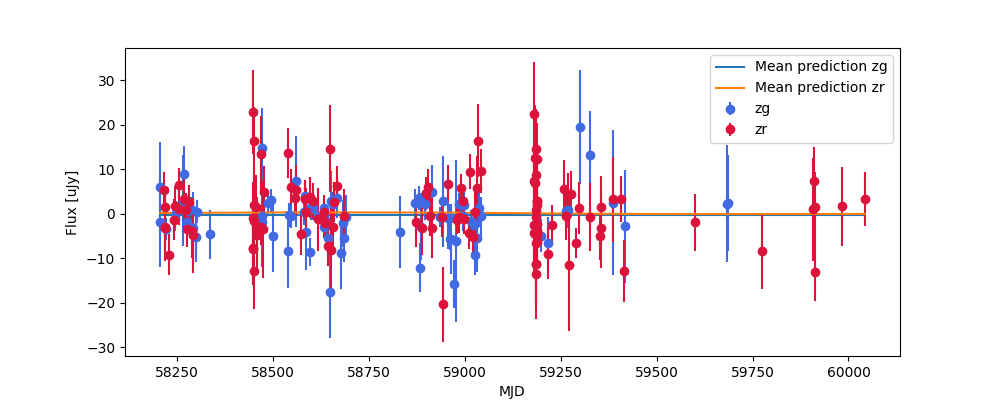 Mean prediction zg
Mean prediction zr
zg
zr
30
20
10
0
−10
−20
−30
Flux [uJy]
58250
58500
58750
59000
59250
59500
59750
60000
MJD